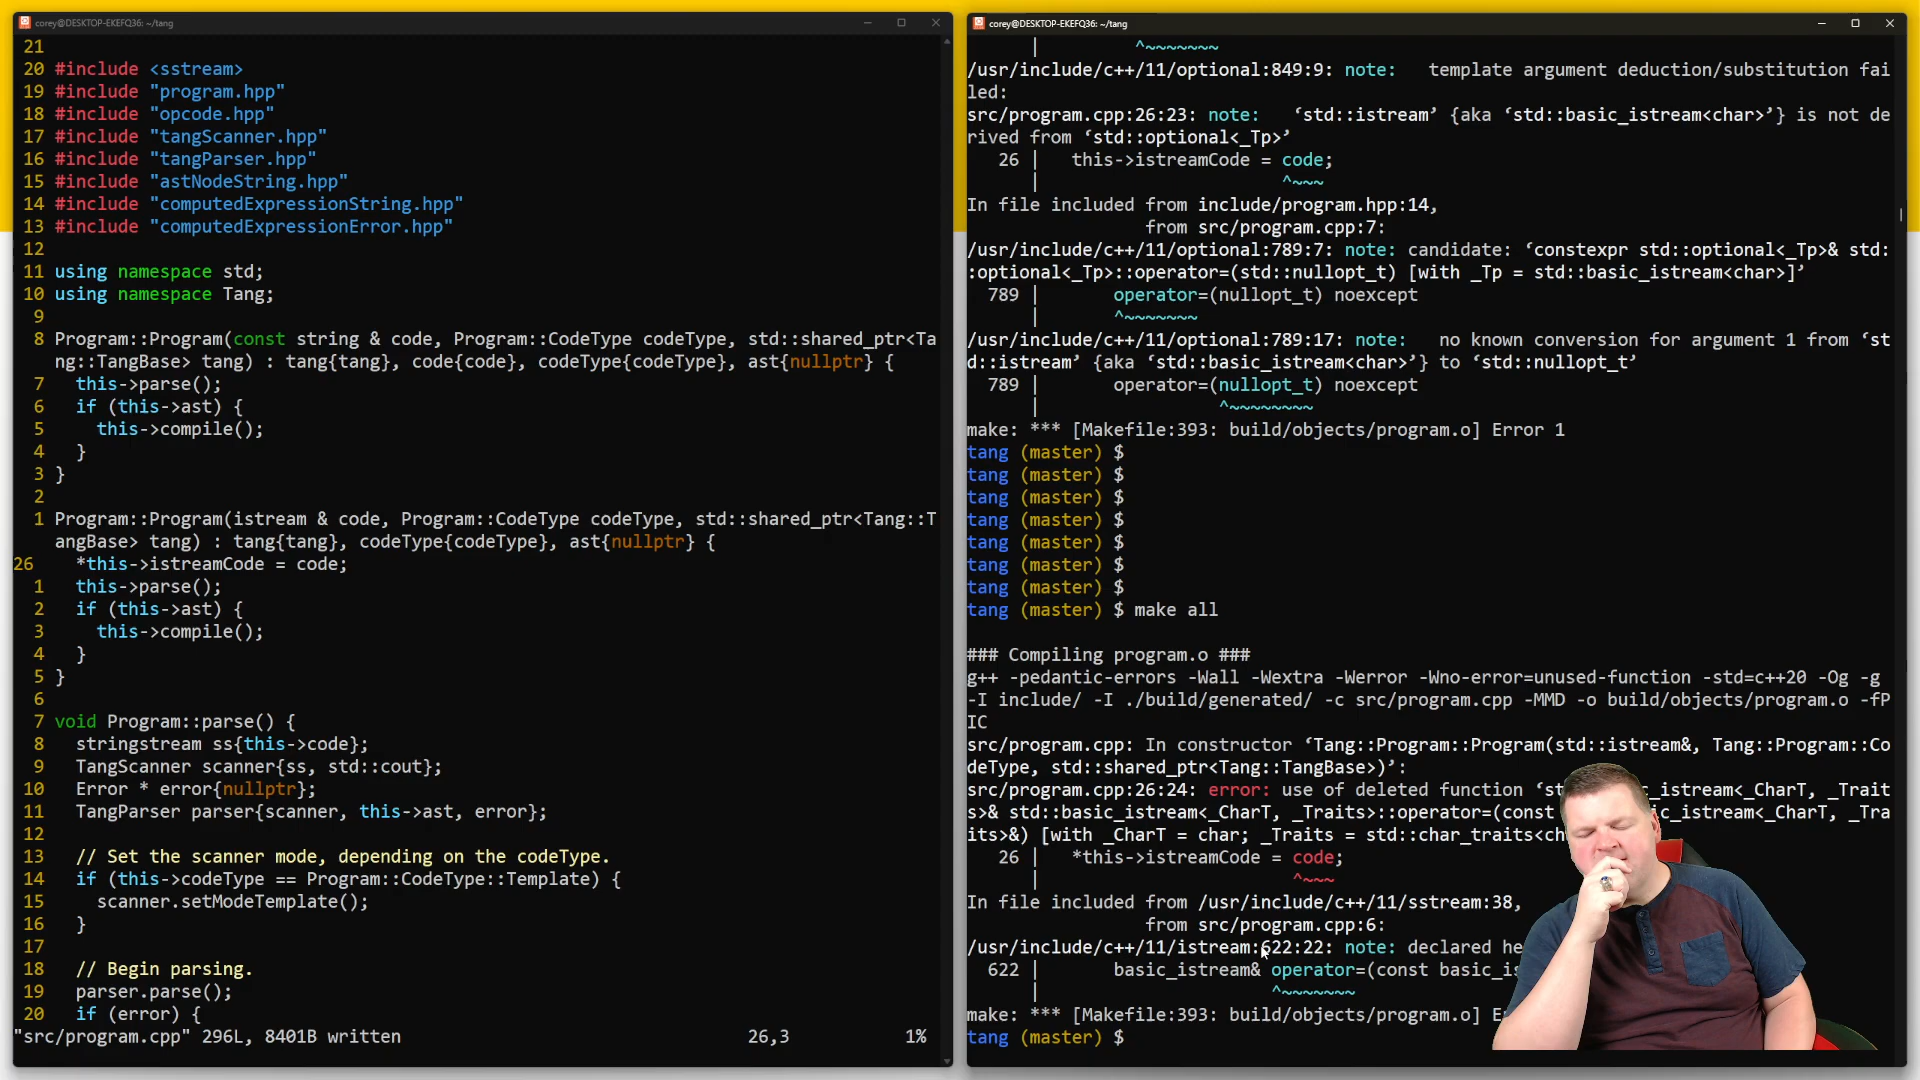 corey@DESKTOP-EKEFQ36: ~/tang
21
20 #include <sstream>
19 #include "program.hpp"
18 #include "opcode.hpp"
17 #include "tangScanner.hpp"
16 #include "tangParser.hpp"
15 #include "astNodeString.hpp"
14 #include "computedExpressionString.hpp"
13 #include "computedExpressionError.hpp"
12
11 using namespace std;
10 using namespace Tang;
9
8 Program::Program(const string & code, Program::CodeType codeType, std::shared_ptr<Ta
ng::TangBase> tang) : tang{tang}, code{code}, codeType{codeType}, ast{nullptr} {
7 this->parse();
6 if (this->ast) {
5 this->compile();
4 }
3 }
2
1 Program::Program(istream & code, Program::CodeType codeType, std::shared_ptr<Tang::T
angBase> tang) : tang{tang}, codeType{codeType}, ast{nullptr} {
26 *this->istreamCode = code;
1 this->parse();
2 if (this->ast) {
3 this->compile();
4 }
5 }
6
7 void Program::parse() {
8 stringstream ss{this->code};
9 TangScanner scanner{ss, std::cout};
10 Error * error{nullptr};
11 TangParser parser{scanner, this->ast, error};
12
13 // Set the scanner mode, depending on the codeType.
14 if (this->codeType == Program::CodeType::Template) {
15 scanner.setModeTemplate();
16 }
17
18 // Begin parsing.
19 parser.parse();
20 if (error) {
"src/program.cpp" 296L, 8401B written 26,3 1%
corey@DESKTOP-EKEFQ36: ~/tang
| ^~~~~~~~
/usr/include/c++/11/optional:849:9: note: template argument deduction/substitution fai
led:
src/program.cpp:26:23: note: ‘std::istream’ {aka ‘std::basic_istream<char>’} is not de
rived from ‘std::optional<_Tp>’
26 | this->istreamCode = code;
| ^~~~
In file included from include/program.hpp:14,
from src/program.cpp:7:
/usr/include/c++/11/optional:789:7: note: candidate: ‘constexpr std::optional<_Tp>& std:
:optional<_Tp>::operator=(std::nullopt_t) [with _Tp = std::basic_istream<char>]’
789 | operator=(nullopt_t) noexcept
| ^~~~~~~~
/usr/include/c++/11/optional:789:17: note: no known conversion for argument 1 from ‘st
d::istream’ {aka ‘std::basic_istream<char>’} to ‘std::nullopt_t’
789 | operator=(nullopt_t) noexcept
| ^~~~~~~~~
make: *** [Makefile:393: build/objects/program.o] Error 1
tang (master) $
tang (master) $
tang (master) $
tang (master) $
tang (master) $
tang (master) $
tang (master) $
tang (master) $ make all
### Compiling program.o ###
g++ -pedantic-errors -Wall -Wextra -Werror -Wno-error=unused-function -std=c++20 -Og -g
-I include/ -I ./build/generated/ -c src/program.cpp -MMD -o build/objects/program.o -fP
IC
src/program.cpp: In constructor ‘Tang::Program::Program(std::istream&, Tang::Program::Co
deType, std::shared_ptr<Tang::TangBase>)’:
src/program.cpp:26:24: error: use of deleted function ‘st c_istream<_CharT, _Trait
s>& std::basic_istream<_CharT, _Traits>::operator=(const ic_istream<_CharT, _Tra
its>&) [with _CharT = char; _Traits = std::char_traits<ch
26 | *this->istreamCode = code;
| ^~~~
In file included from /usr/include/c++/11/sstream:38,
from src/program.cpp:6:
/usr/include/c++/11/istream:622:22: note: declared he
622 | basic_istream& operator=(const basic_is
| ^~~~~~~~
make: *** [Makefile:393: build/objects/program.o] E
tang (master) $